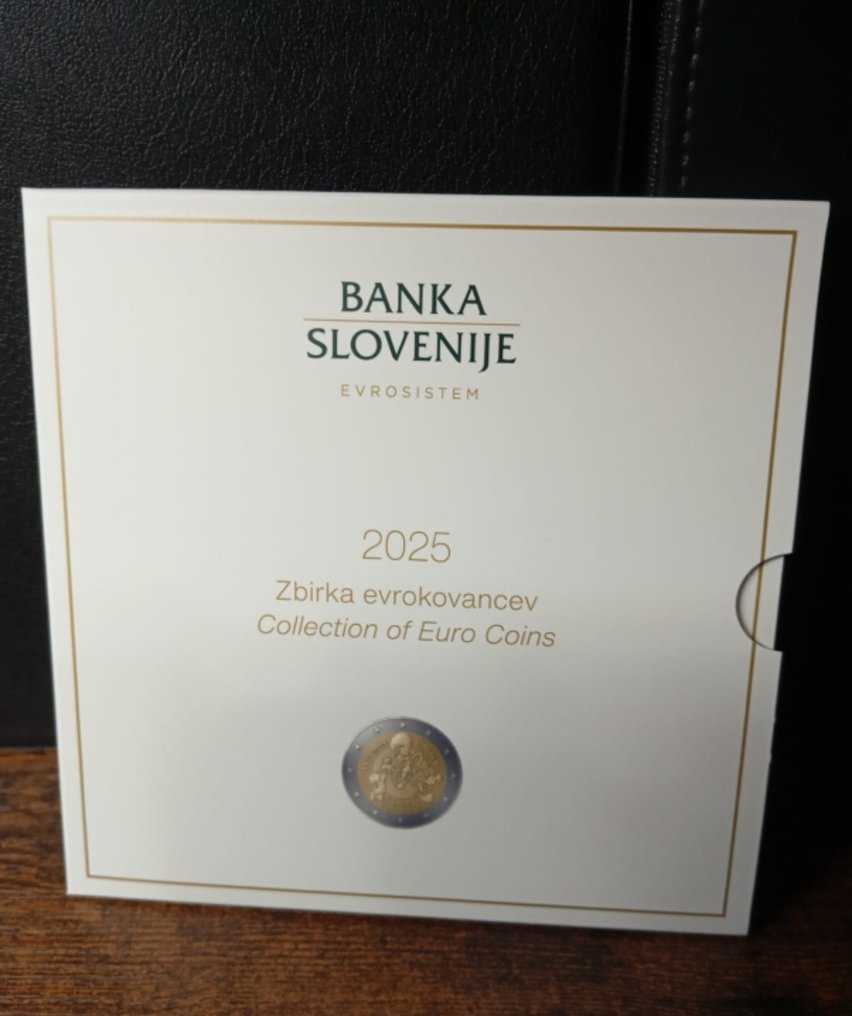 BANKA
SLOVENIJE
EVROSISTEM
2025
Zbirka evrokovancev
Collection of Euro Coins